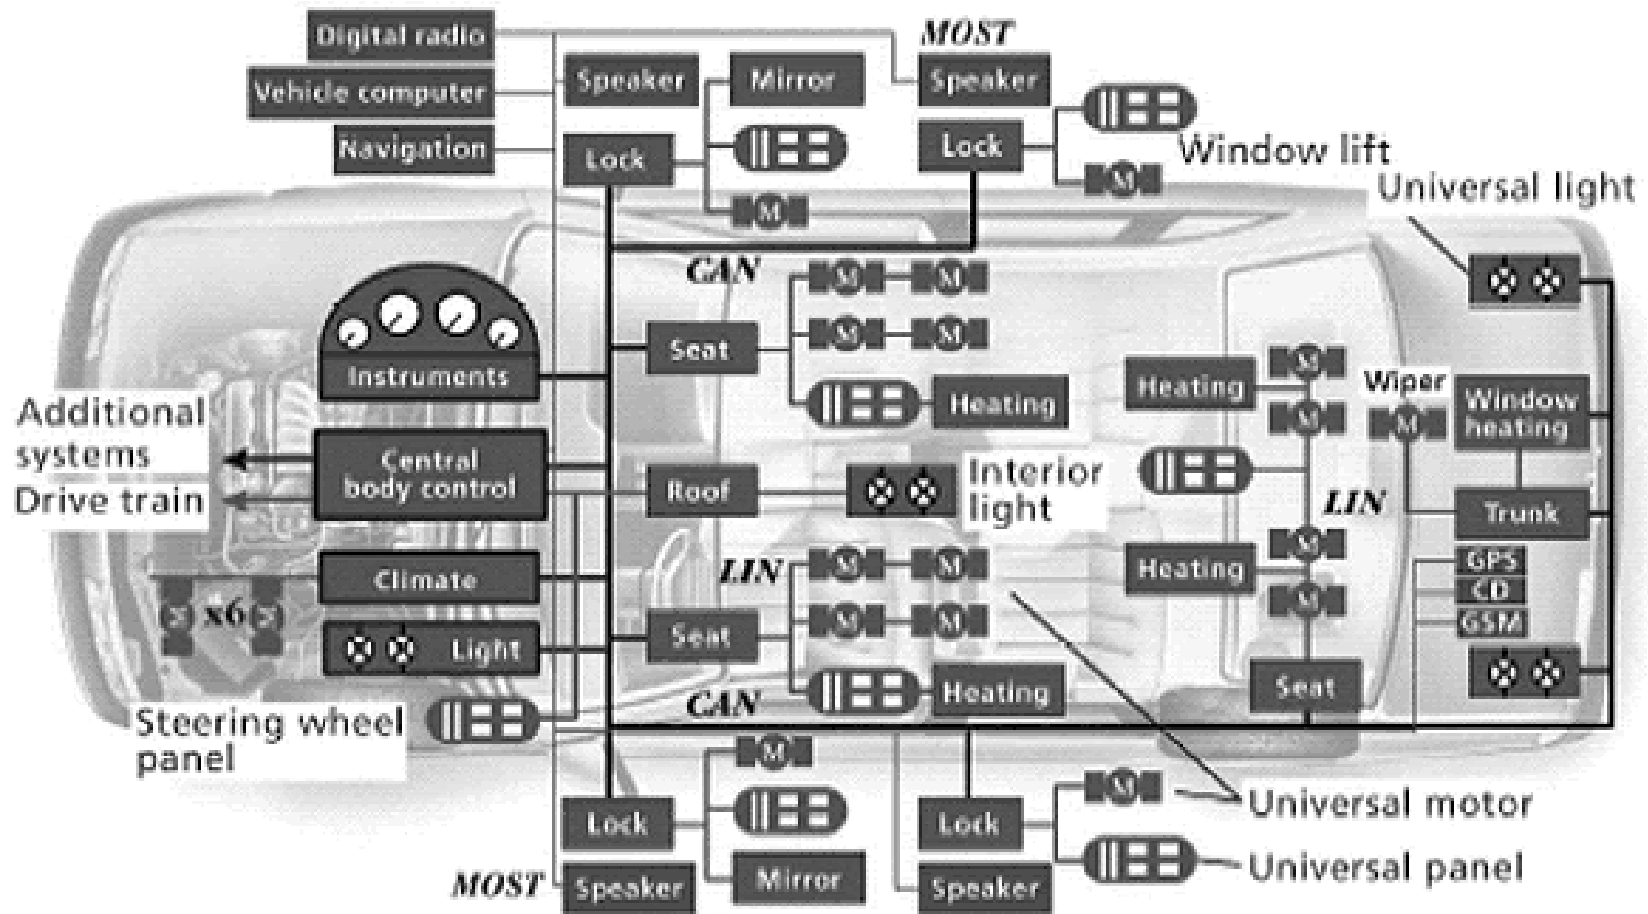 Digital radio
MOST
Vehicle computer
Speaker
Mirror
Speaker
Navigation
Lock
Lock
Window lift
M
M
Universal light
CAN
M M
M M
Seat
Instruments
Heating
Heating
M
M
Wiper
M
Window
heating
Additional
systems
Drive train
Central
body control
Roof
Interior
light
LIN
Trunk
LIN
M M
M M
Heating
M
M
GPS
CD
GSM
Climate
M x6 M
Light
Seat
CAN
Heating
Seat
Steering wheel
panel
M
M
Universal motor
Lock
Lock
Universal panel
MOST
Speaker
Mirror
Speaker